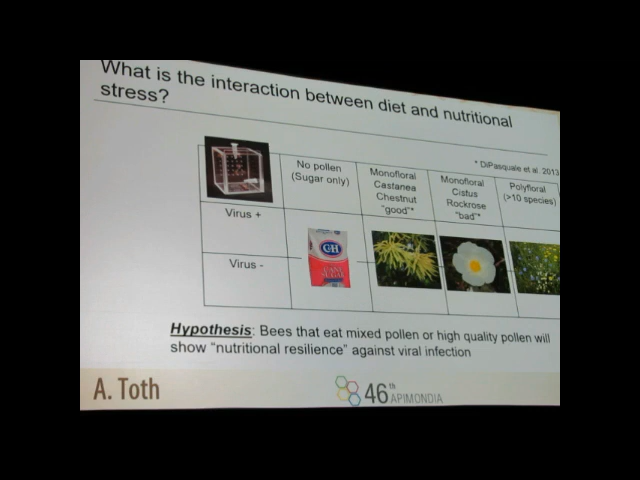 What is the interaction between diet and nutritional
stress?
* DiPasquale et al. 2013
No pollen
(Sugar only)
Monofloral
Castanea
Chestnut
"good"*
Monofloral
Cistus
Rockrose
"bad"*
Polyfloral
(>10 species)
Virus +
Virus -
C&H
CANE
SUGAR
Hypothesis: Bees that eat mixed pollen or high quality pollen will
show "nutritional resilience" against viral infection
A. Toth
46th APIMONDIA